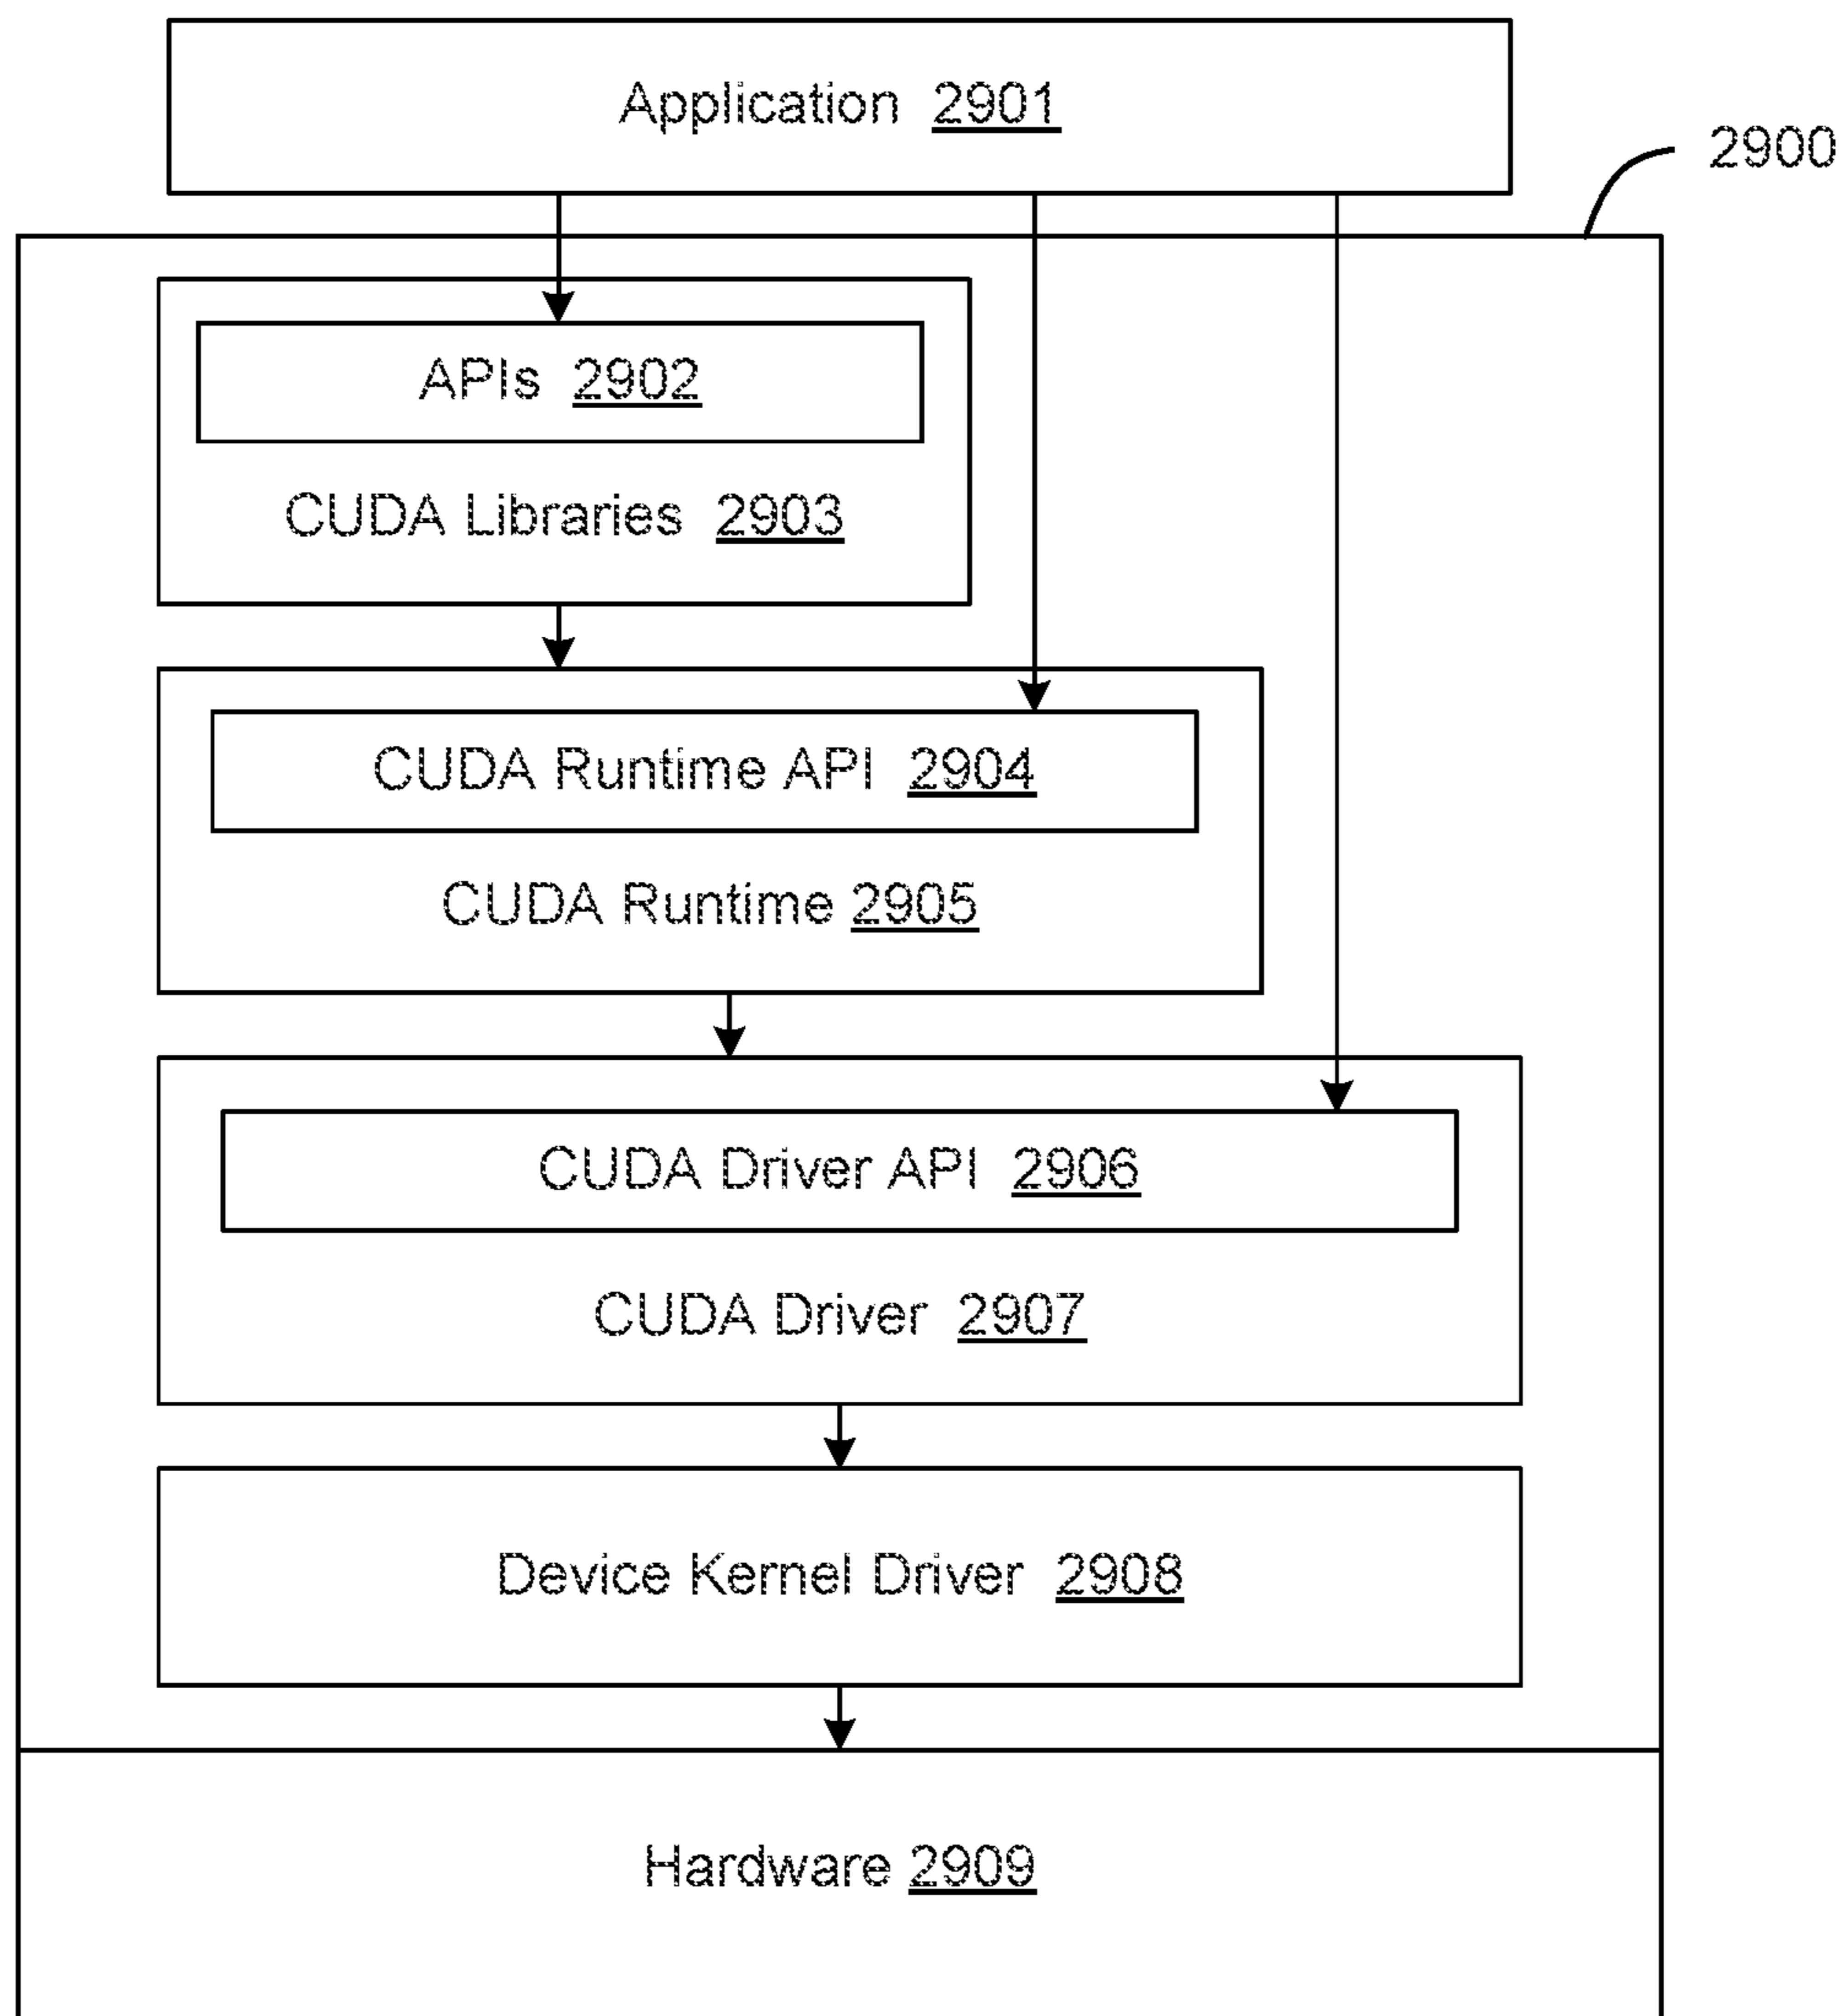 Application 2901
2900
APIs 2902
CUDA Libraries 2903
CUDA Runtime API 2904
CUDA Runtime 2905
CUDA Driver API 2906
CUDA Driver 2907
Device Kernel Driver 2908
Hardware 2909